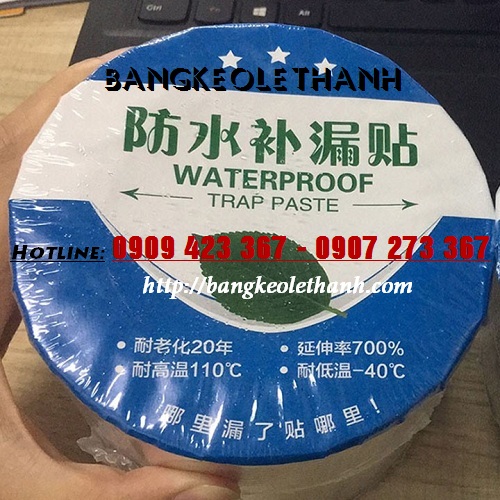 BANGKEOLETHANH
防水补漏贴
WATERPROOF
TRAP PASTE
HOTLINE: 0909 423 367 - 0907 273 367
http://bangkeolethanh.com
•耐老化20年 •延伸率700%
•耐高温110℃ •耐低温-40℃
哪里漏了贴哪里!